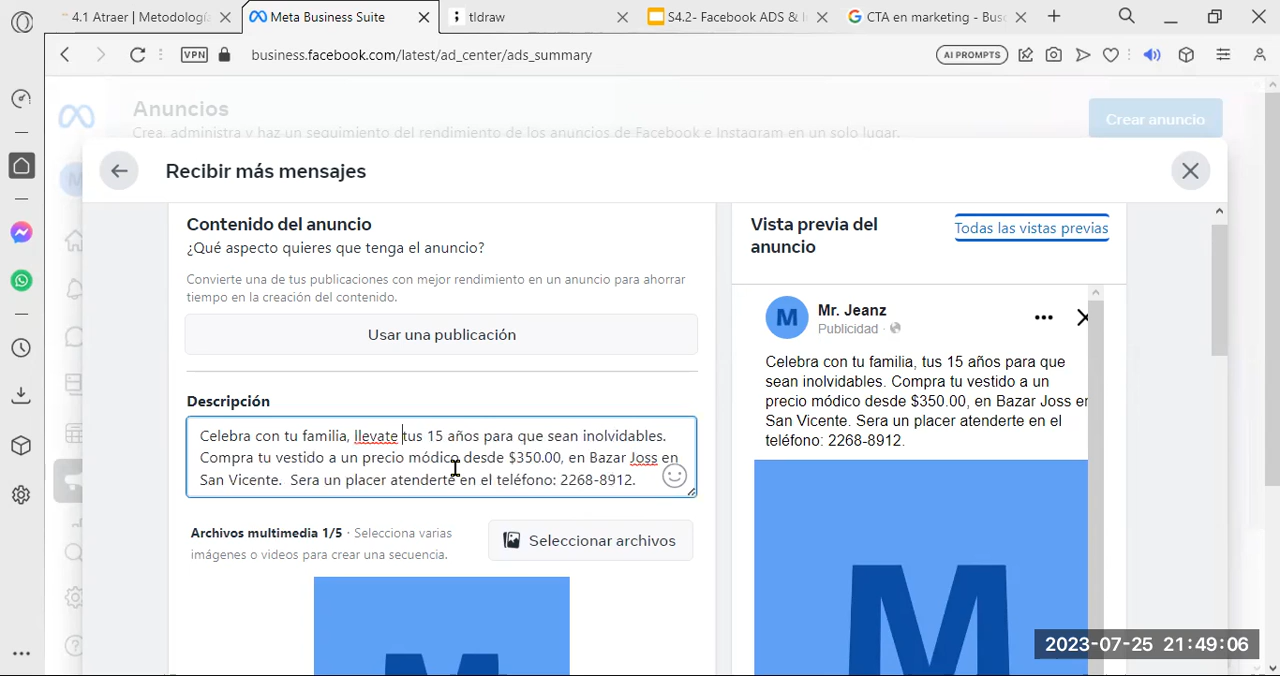 4.1 Atraer | Metodologí
Meta Business Suite
tldraw
S4.2- Facebook ADS & I
CTA en marketing - Bus
VPN
business.facebook.com/latest/ad_center/ads_summary
AI PROMPTS
Anuncios
Crea, administra y haz un seguimiento del rendimiento de los anuncios de Facebook e Instagram en un solo lugar.
Crear anuncio
Recibir más mensajes
Contenido del anuncio
¿Qué aspecto quieres que tenga el anuncio?
Convierte una de tus publicaciones con mejor rendimiento en un anuncio para ahorrar
tiempo en la creación del contenido.
Usar una publicación
Descripción
Celebra con tu familia, llevate tus 15 años para que sean inolvidables.
Compra tu vestido a un precio módico desde $350.00, en Bazar Joss en
San Vicente.  Sera un placer atenderte en el teléfono: 2268-8912.
Archivos multimedia 1/5 · Selecciona varias
imágenes o videos para crear una secuencia.
Seleccionar archivos
Vista previa del
anuncio
Todas las vistas previas
M
Mr. Jeanz
Publicidad ·
Celebra con tu familia, tus 15 años para que
sean inolvidables. Compra tu vestido a un
precio módico desde $350.00, en Bazar Joss en
San Vicente. Sera un placer atenderte en el
teléfono: 2268-8912.
M
M
2023-07-25 21:49:06